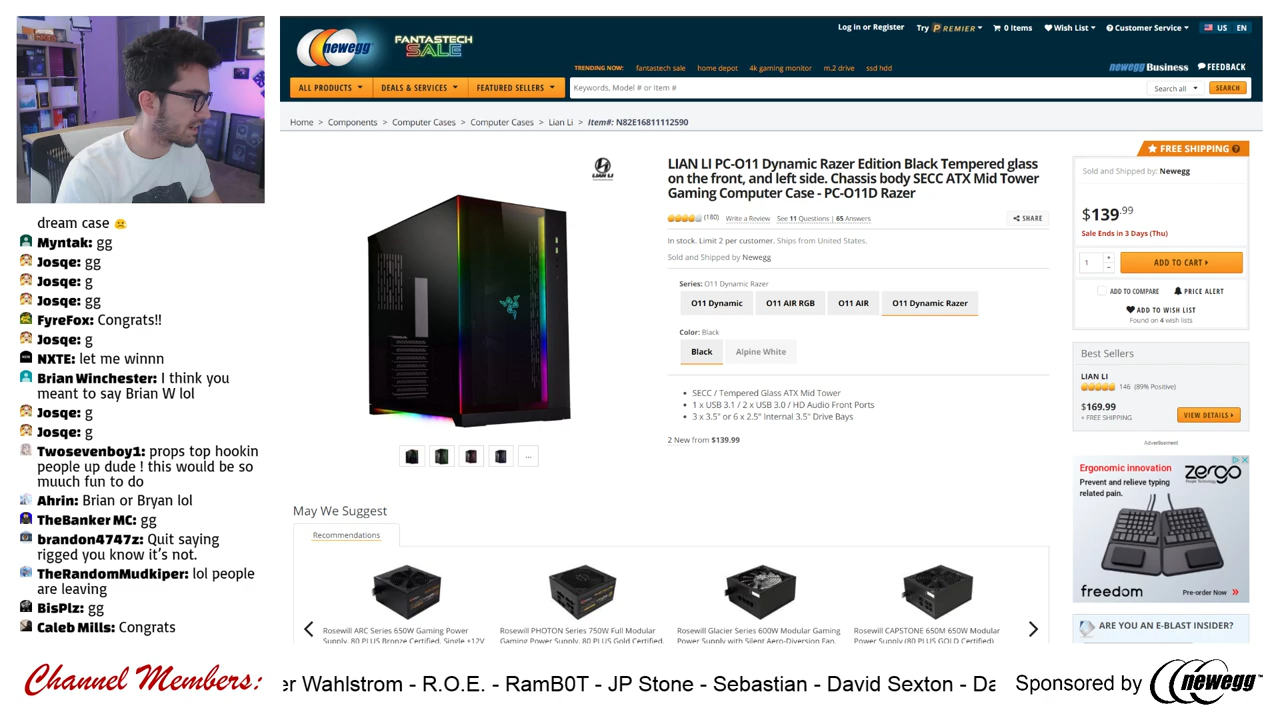 newegg
FANTASTECH
SALE
Log in or Register
Try PREMIER
0 Items
Wish List
Customer Service
US EN
TRENDING NOW: fantastech sale home depot 4k gaming monitor m.2 drive ssd hdd
newegg Business
FEEDBACK
ALL PRODUCTS
DEALS & SERVICES
FEATURED SELLERS
Keywords, Model # or Item #
Search all
SEARCH
Home > Components > Computer Cases > Computer Cases > Lian Li > Item#: N82E16811112590
LIAN LI
LIAN LI PC-O11 Dynamic Razer Edition Black Tempered glass
on the front, and left side. Chassis body SECC ATX Mid Tower
Gaming Computer Case - PC-O11D Razer
(180) Write a Review See 11 Questions | 65 Answers
SHARE
In stock. Limit 2 per customer. Ships from United States.
Sold and Shipped by Newegg
Series: O11 Dynamic Razer
O11 Dynamic O11 AIR RGB O11 AIR O11 Dynamic Razer
Color: Black
Black Alpine White
SECC / Tempered Glass ATX Mid Tower
1 x USB 3.1 / 2 x USB 3.0 / HD Audio Front Ports
3 x 3.5" or 6 x 2.5" Internal 3.5" Drive Bays
2 New from $139.99
...
FREE SHIPPING
Sold and Shipped by: Newegg
$139.99
Sale Ends in 3 Days (Thu)
1 + -
ADD TO CART
ADD TO COMPARE
PRICE ALERT
ADD TO WISH LIST
Found on 4 wish lists
Best Sellers
LIAN LI
146 (89% Positive)
$169.99
+ FREE SHIPPING
VIEW DETAILS
Advertisement
Ergonomic innovation
Prevent and relieve typing
related pain.
zergo
freedom
Pre-order Now »
ARE YOU AN E-BLAST INSIDER?
May We Suggest
Recommendations
Rosewill ARC Series 650W Gaming Power
Supply, 80 PLUS Bronze Certified, Single +12V
Rosewill PHOTON Series 750W Full Modular
Gaming Power Supply, 80 PLUS Gold Certified,
Rosewill Glacier Series 600W Modular Gaming
Power Supply with Silent Aero-Diversion Fan,
Rosewill CAPSTONE 650M 650W Modular
Power Supply (80 PLUS GOLD Certified)
dream case
Myntak: gg
Josqe: gg
Josqe: g
Josqe: gg
FyreFox: Congrats!!
Josqe: g
NXTE: let me winnn
Brian Winchester: I think you
meant to say Brian W lol
Josqe: g
Josqe: g
Twosevenboy1: props top hookin
people up dude ! this would be so
muuch fun to do
Ahrin: Brian or Bryan lol
TheBanker MC: gg
brandon4747z: Quit saying
rigged you know it's not.
TheRandomMudkiper: lol people
are leaving
BisPlz: gg
Caleb Mills: Congrats
Channel Members:
er Wahlstrom - R.O.E. - RamB0T - JP Stone - Sebastian - David Sexton - Da
Sponsored by newegg